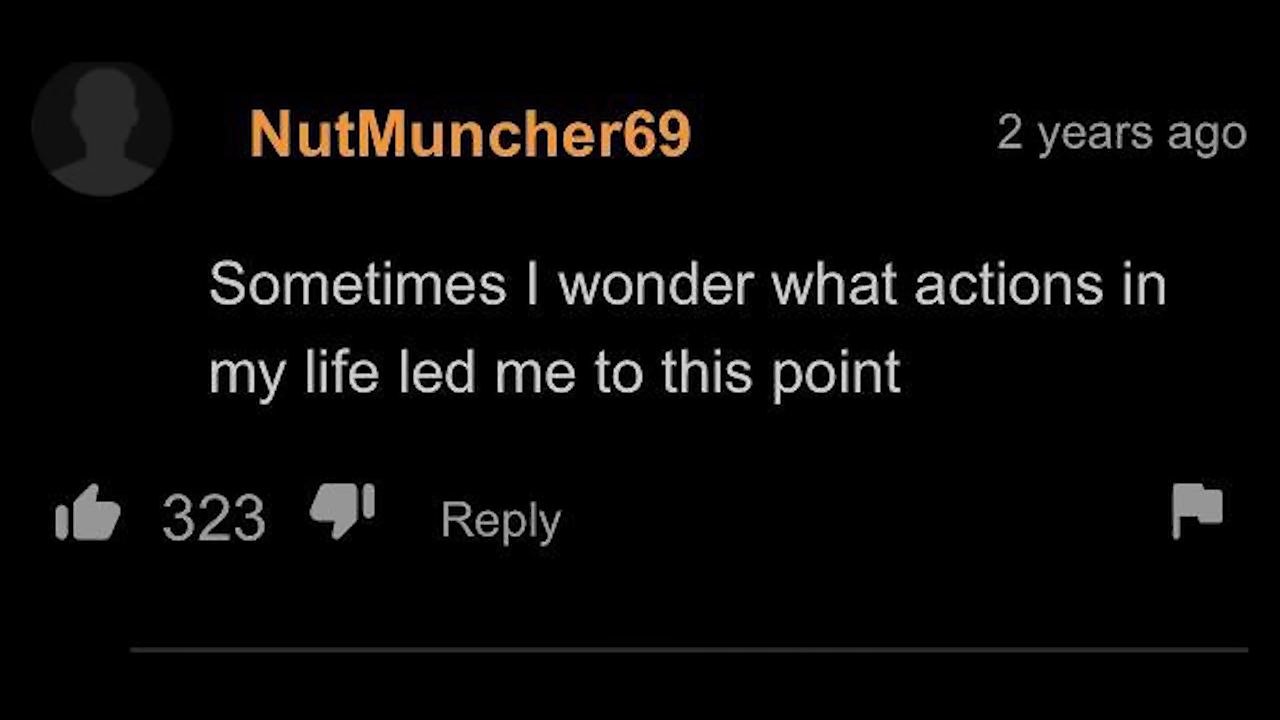 NutMuncher69 2 years ago
Sometimes I wonder what actions in
my life led me to this point
323 Reply